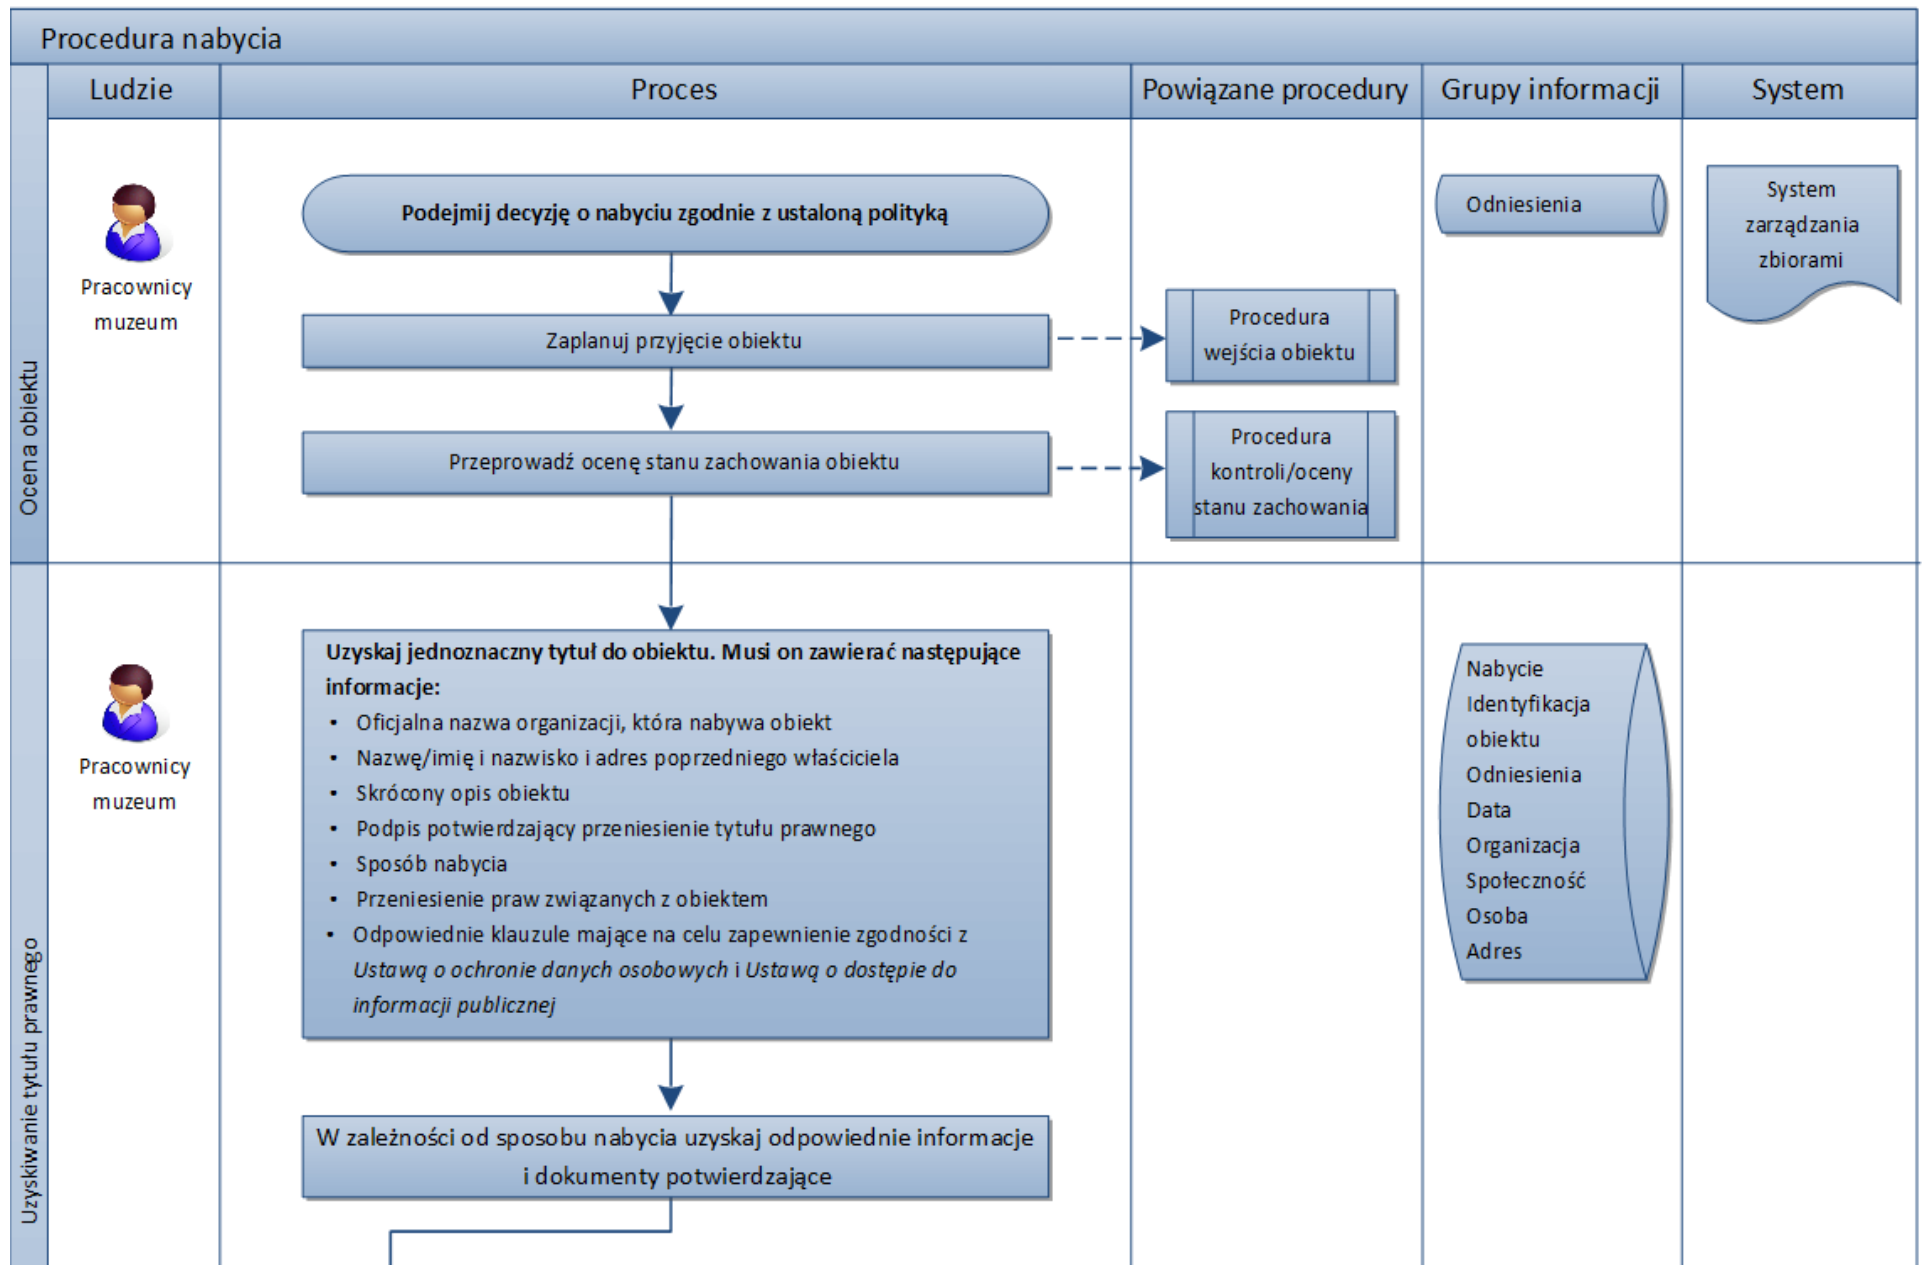 Procedura nabycia
Ludzie
Proces
Powiązane procedury
Grupy informacji
System
Ocena obiektu
Pracownicy
muzeum
Podejmij decyzję o nabyciu zgodnie z ustaloną polityką
Zaplanuj przyjęcie obiektu
Przeprowadź ocenę stanu zachowania obiektu
Procedura
wejścia obiektu
Procedura
kontroli/oceny
stanu zachowania
Odniesienia
System
zarządzania
zbiorami
Uzyskiwanie tytułu prawnego
Pracownicy
muzeum
Uzyskaj jednoznaczny tytuł do obiektu. Musi on zawierać następujące
informacje:
• Oficjalna nazwa organizacji, która nabywa obiekt
• Nazwę/imię i nazwisko i adres poprzedniego właściciela
• Skrócony opis obiektu
• Podpis potwierdzający przeniesienie tytułu prawnego
• Sposób nabycia
• Przeniesienie praw związanych z obiektem
• Odpowiednie klauzule mające na celu zapewnienie zgodności z
Ustawą o ochronie danych osobowych i Ustawą o dostępie do
informacji publicznej
W zależności od sposobu nabycia uzyskaj odpowiednie informacje
i dokumenty potwierdzające
Nabycie
Identyfikacja
obiektu
Odniesienia
Data
Organizacja
Społeczność
Osoba
Adres